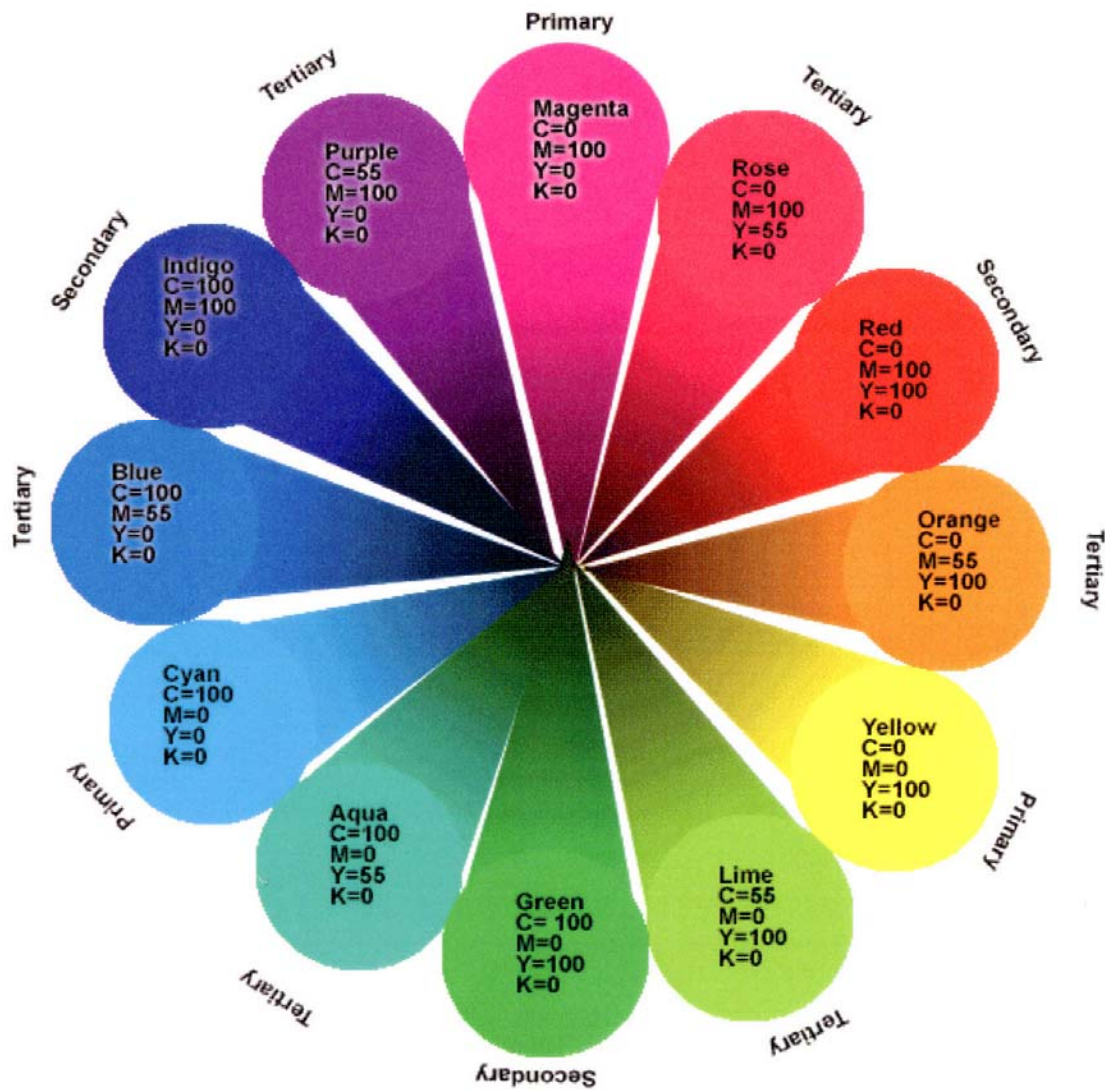 Primary
Magenta
C=0
M=100
Y=0
K=0
Tertiary
Rose
C=0
M=100
Y=55
K=0
Secondary
Red
C=0
M=100
Y=100
K=0
Tertiary
Orange
C=0
M=55
Y=100
K=0
Primary
Yellow
C=0
M=0
Y=100
K=0
Tertiary
Lime
C=55
M=0
Y=100
K=0
Secondary
Green
C= 100
M=0
Y=100
K=0
Tertiary
Aqua
C=100
M=0
Y=55
K=0
Primary
Cyan
C=100
M=0
Y=0
K=0
Tertiary
Blue
C=100
M=55
Y=0
K=0
Secondary
Indigo
C=100
M=100
Y=0
K=0
Tertiary
Purple
C=55
M=100
Y=0
K=0